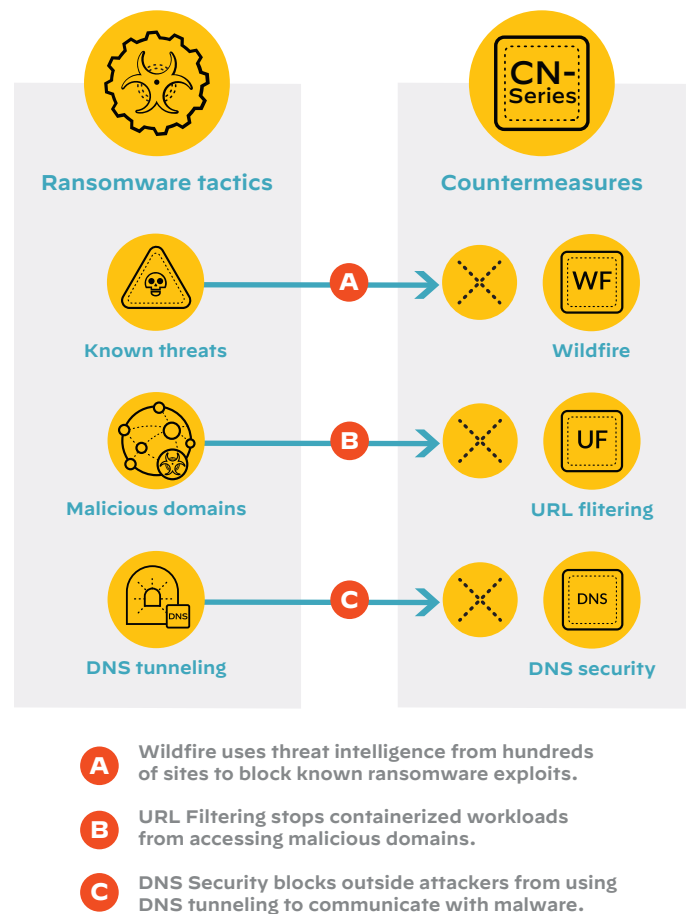 CN-
Series
Ransomware tactics
Countermeasures
A
WF
Known threats
Wildfire
B
UF
Malicious domains
URL flitering
DNS
C
DNS
DNS tunneling
DNS security
A
Wildfire uses threat intelligence from hundreds
of sites to block known ransomware exploits.
B
URL Filtering stops containerized workloads
from accessing malicious domains.
C
DNS Security blocks outside attackers from using
DNS tunneling to communicate with malware.